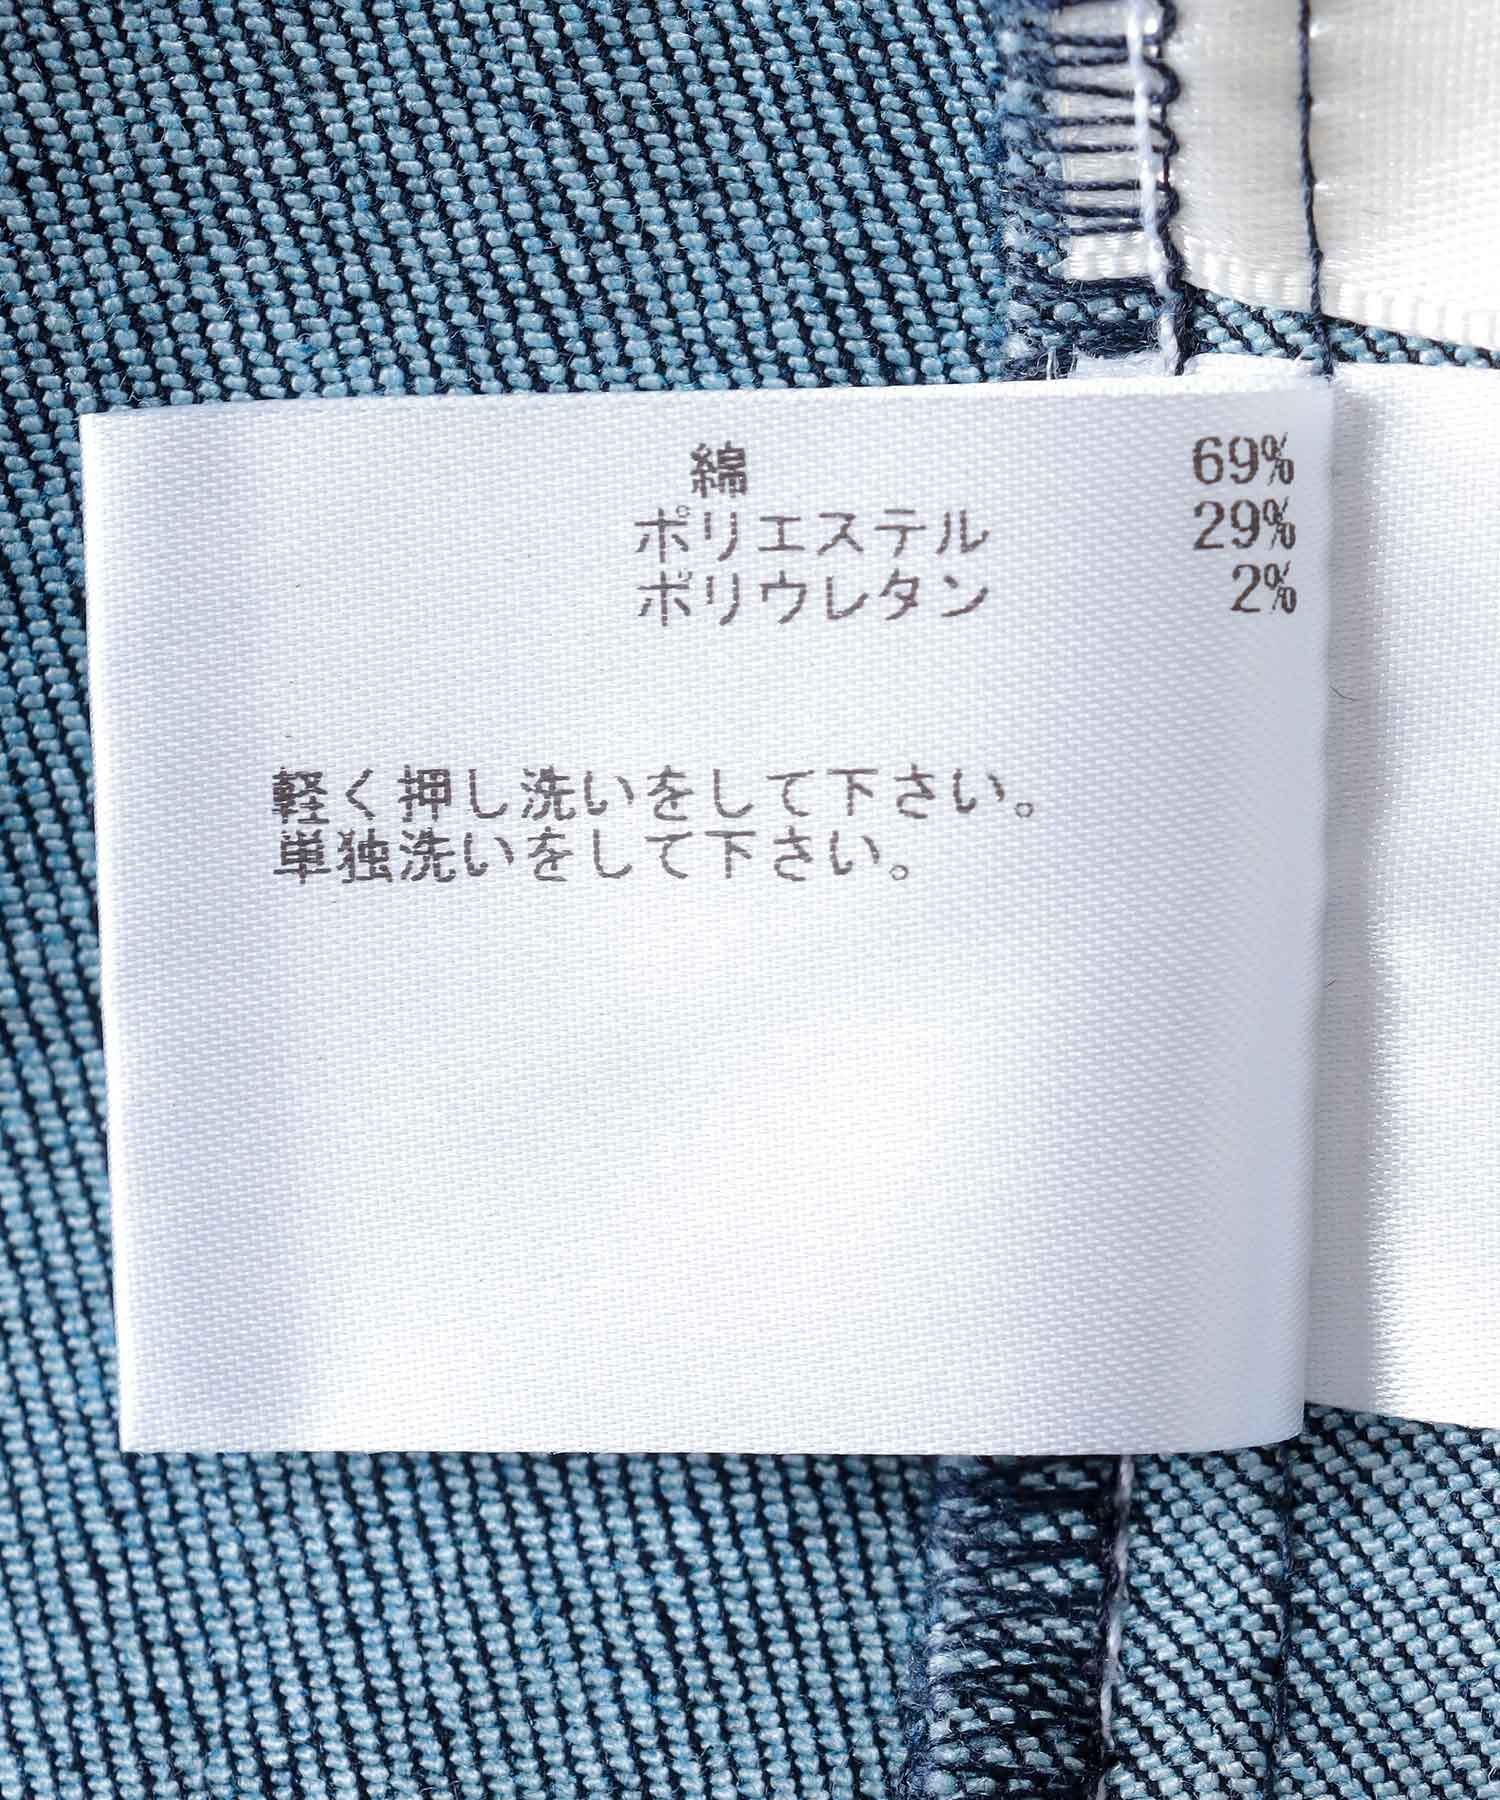 綿 69%
ポリエステル 29%
ポリウレタン 2%
軽く押し洗いをして下さい。
単独洗いをして下さい。